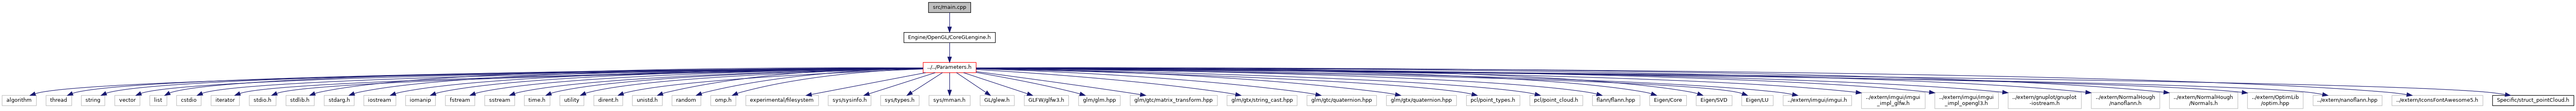 src/main.cpp
Engine/OpenGL/CoreGLengine.h
../../Parameters.h
algorithm
thread
string
vector
list
cstdio
iterator
stdio.h
stdlib.h
stdarg.h
iostream
iomanip
fstream
sstream
time.h
utility
dirent.h
unistd.h
random
omp.h
experimental/filesystem
sys/sysinfo.h
sys/types.h
sys/mman.h
GL/glew.h
GLFW/glfw3.h
glm/glm.hpp
glm/gtc/matrix_transform.hpp
glm/gtx/string_cast.hpp
glm/gtc/quaternion.hpp
glm/gtx/quaternion.hpp
pcl/point_types.h
pcl/point_cloud.h
flann/flann.hpp
Eigen/Core
Eigen/SVD
Eigen/LU
../extern/imgui/imgui.h
../extern/imgui/imgui
_impl_glfw.h
../extern/imgui/imgui
_impl_opengl3.h
../extern/gnuplot/gnuplot
-iostream.h
../extern/NormalHough
/nanoflann.h
../extern/NormalHough
/Normals.h
../extern/OptimLib
/optim.hpp
../extern/nanoflann.hpp
../extern/IconsFontAwesome5.h
Specific/struct_pointCloud.h